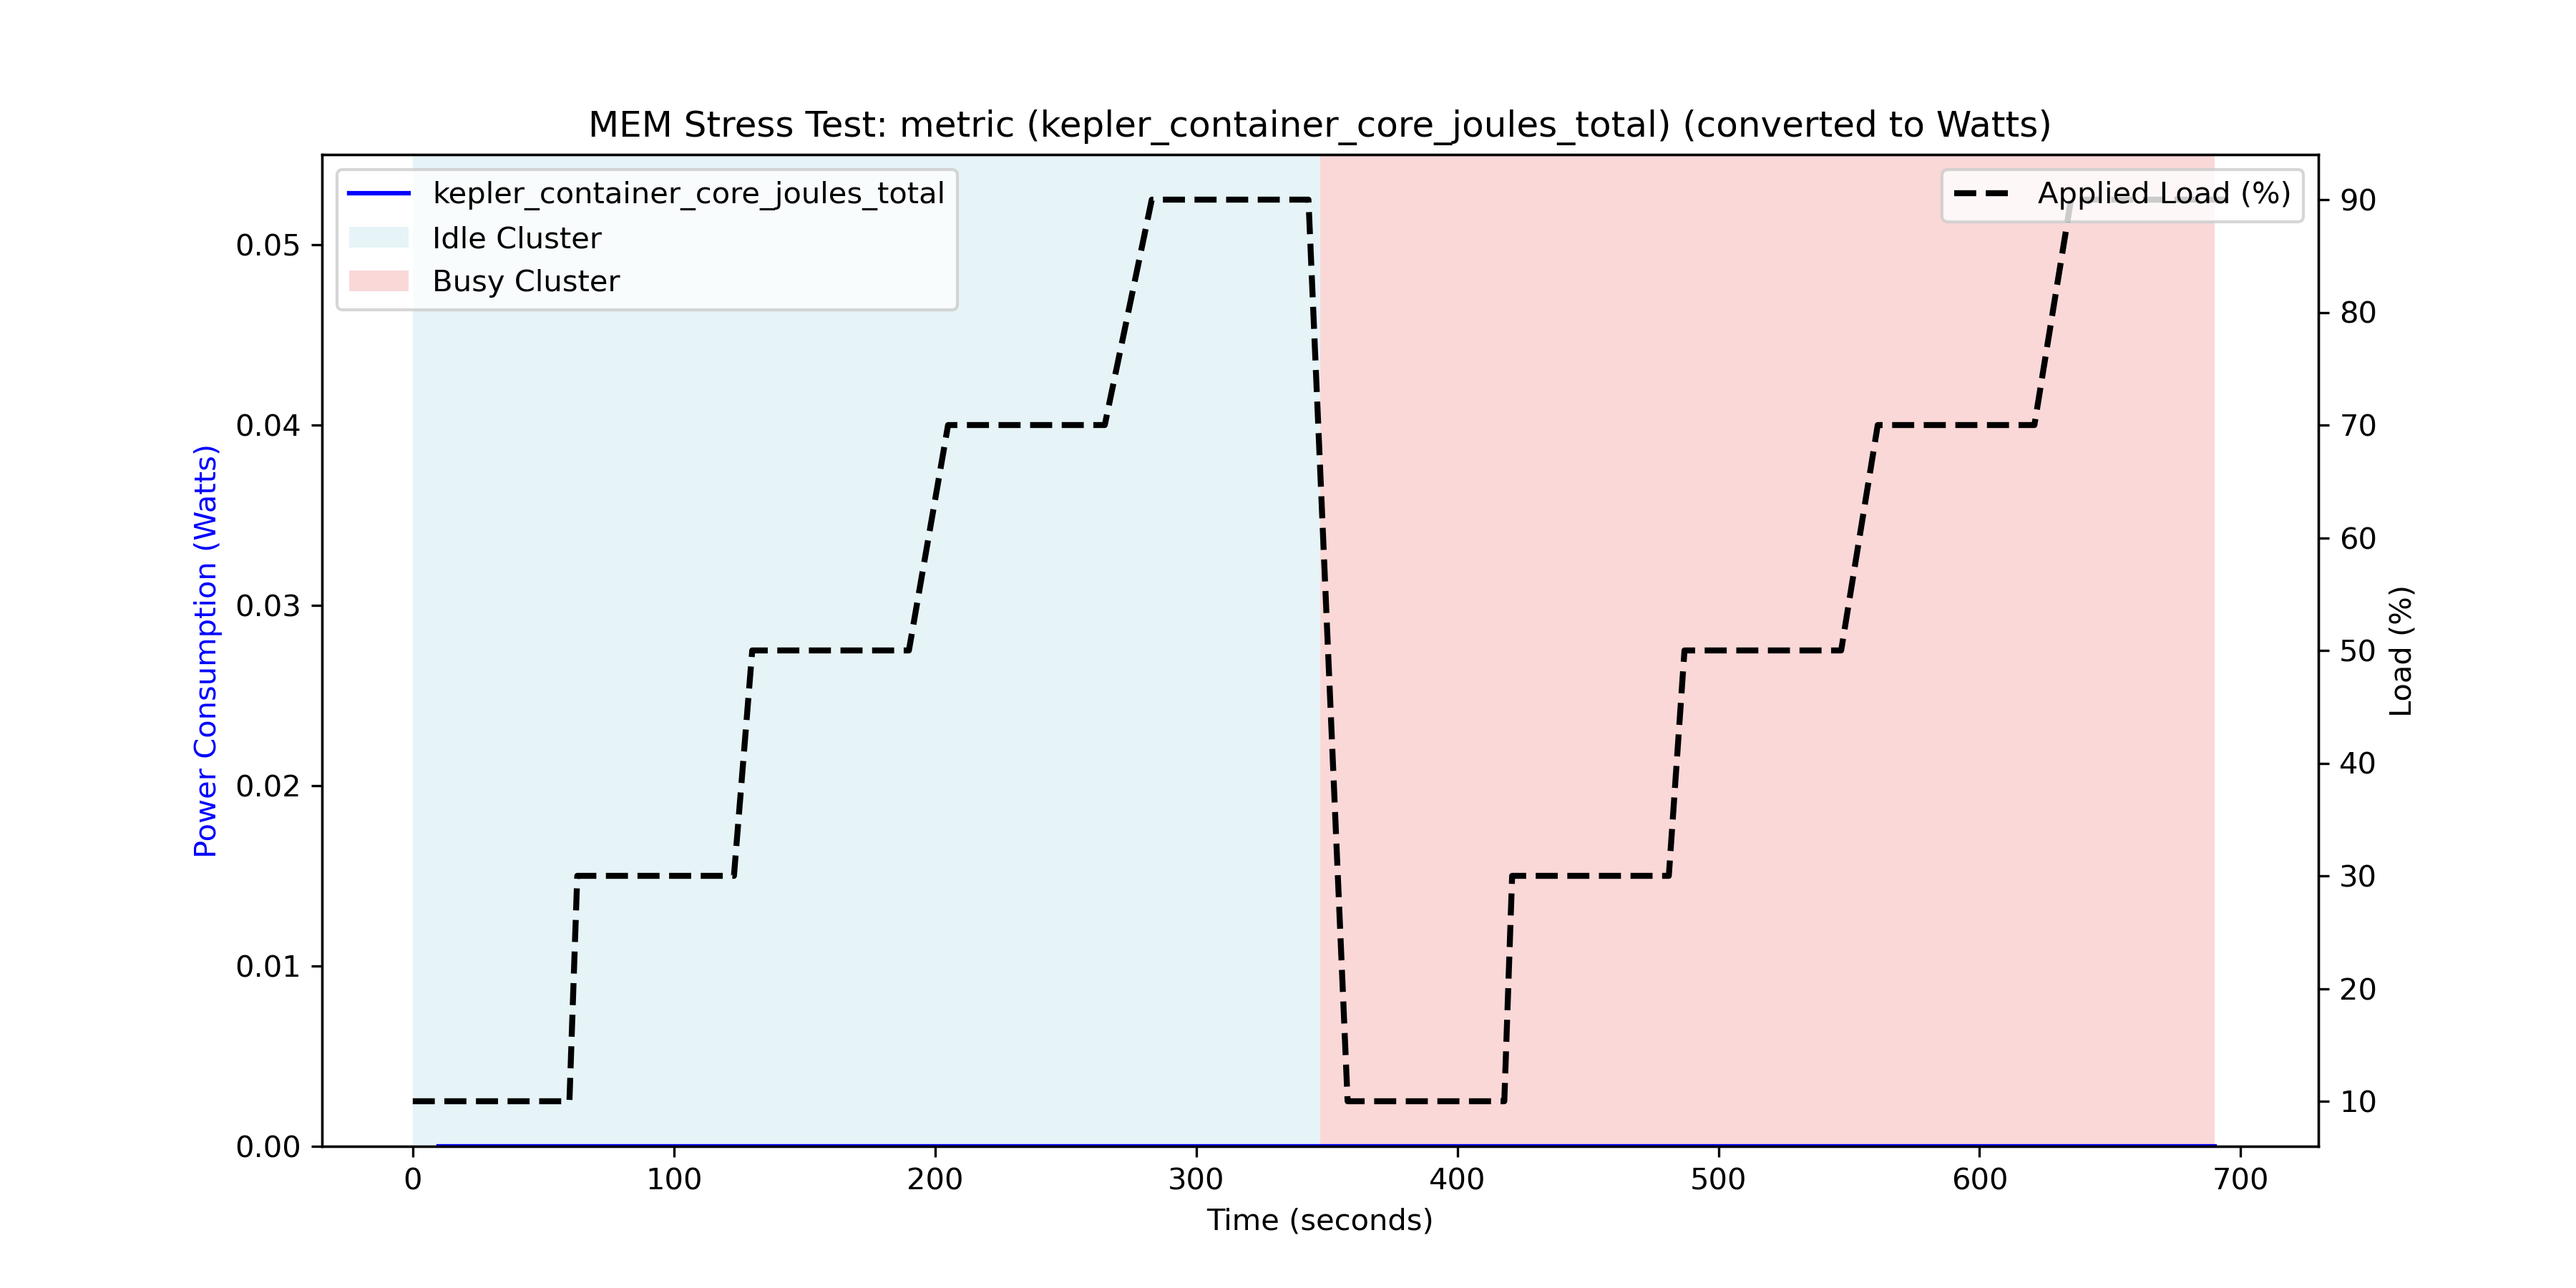 MEM Stress Test: metric (kepler_container_core_joules_total) (converted to Watts)
kepler_container_core_joules_total
Idle Cluster
Busy Cluster
Applied Load (%)
Power Consumption (Watts)
0.05
0.04
0.03
0.02
0.01
0.00
90
80
70
60
50
40
30
20
10
Load (%)
0 100 200 300 400 500 600 700
Time (seconds)